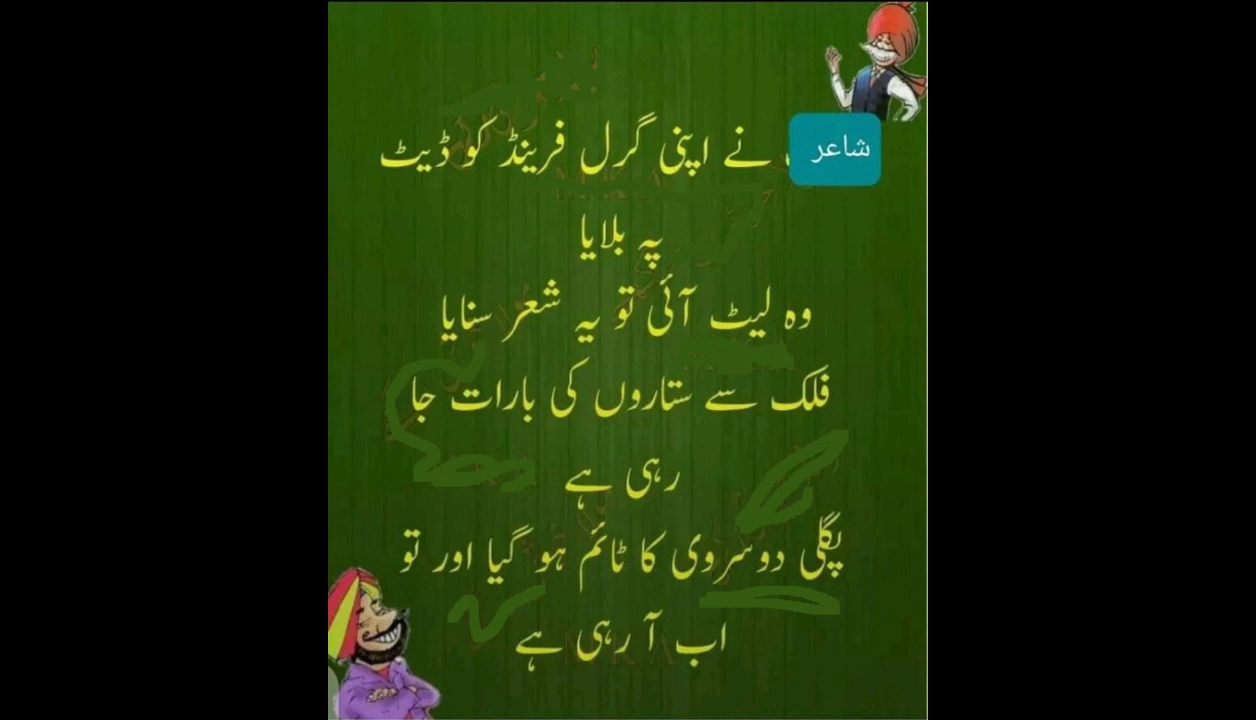 شاعر نے اپنی گرل فرینڈ کو ڈیٹ
پہ بلایا
وہ لیٹ آئی تو یہ شعر سنایا
فلک سے ستاروں کی بارات جا
رہی ہے
پگلی دوسروی کا ٹائم ہو گیا اور تو
اب آ رہی ہے